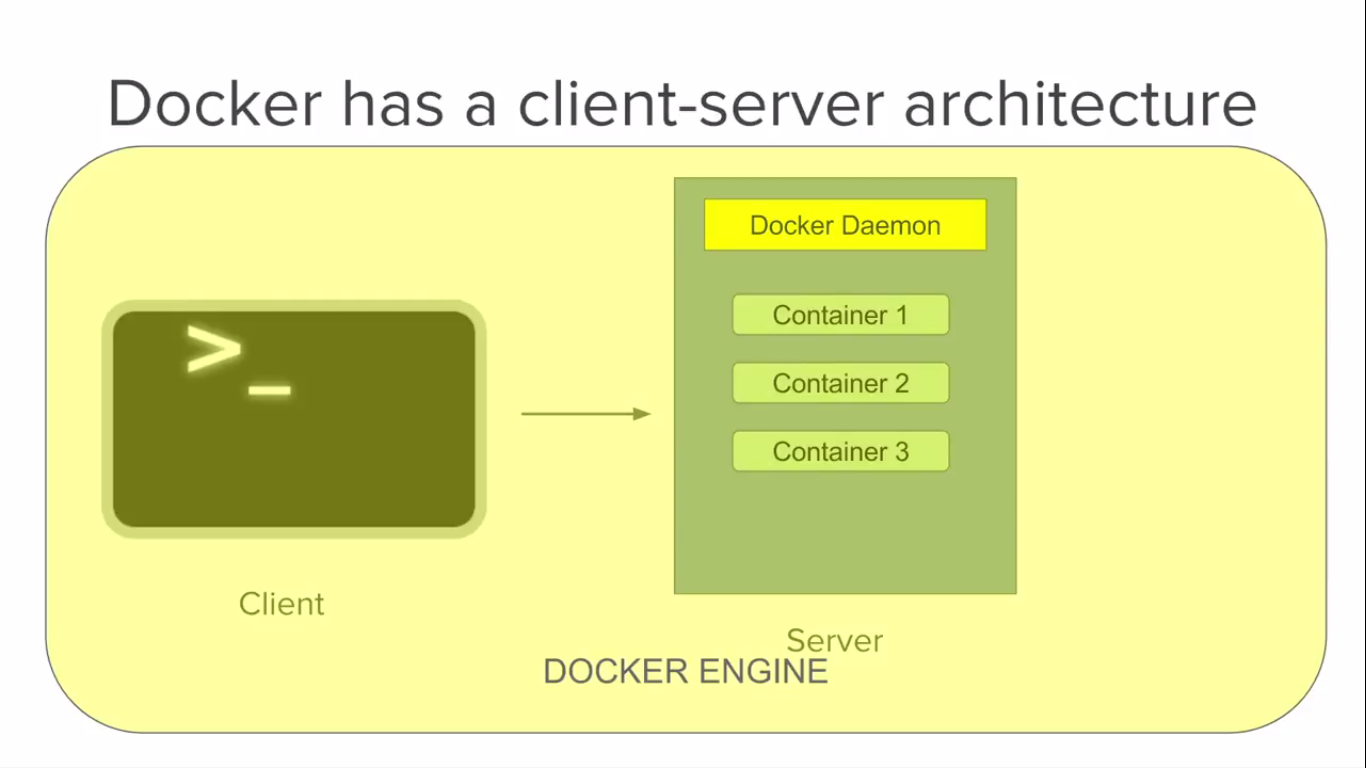 Docker has a client-server architecture
Docker Daemon
Container 1
Container 2
Container 3
>_
Client
Server
DOCKER ENGINE